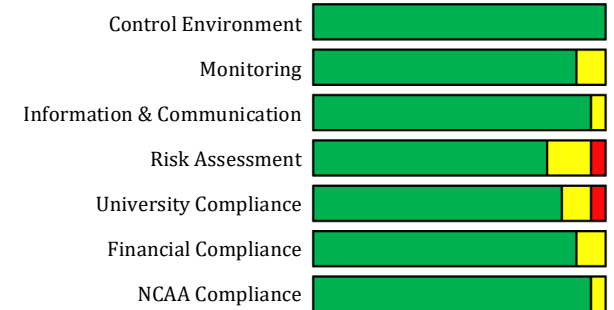 Control Environment
Monitoring
Information & Communication
Risk Assessment
University Compliance
Financial Compliance
NCAA Compliance